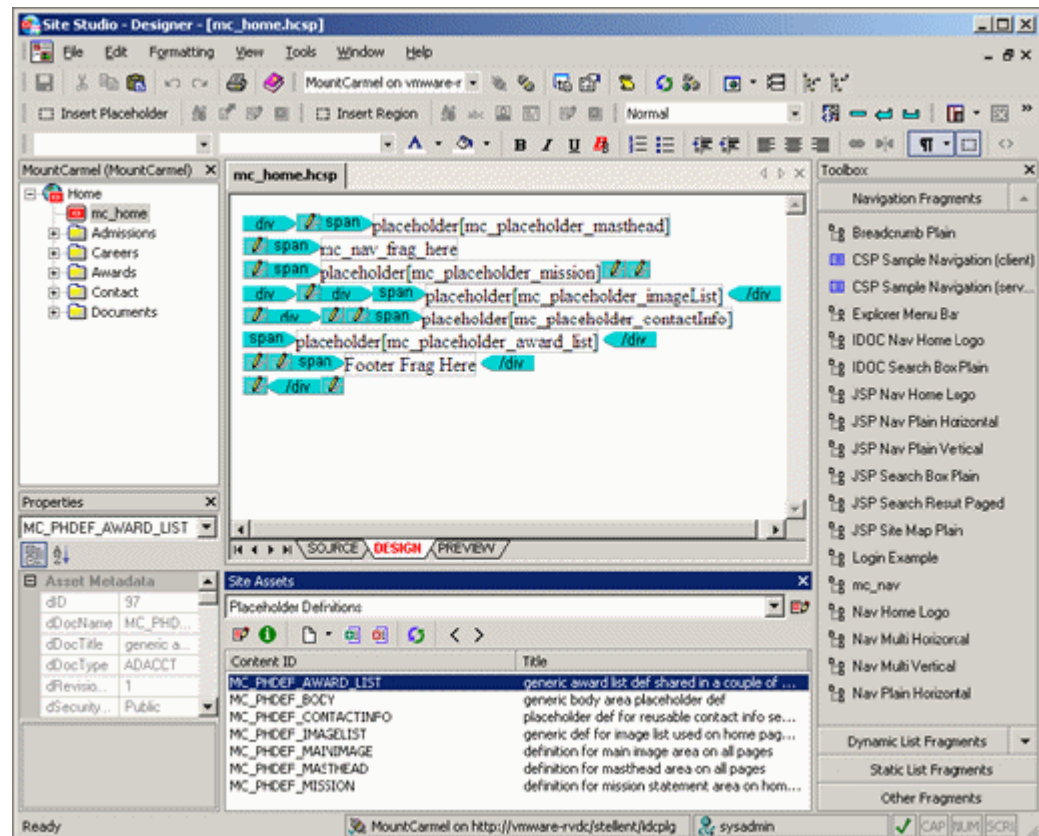 Site Studio - Designer - [mc_home.hcsp]
File Edit Formatting View Tools Window Help
MountCarmel on vmware-r
Insert Placeholder Insert Region Normal
MountCarmel (MountCarmel)
Home
mc_home
Admissions
Careers
Awards
Contact
Documents
Properties
MC_PHDEF_AWARD_LIST
Asset Metadata
dID 97
dDocName MC_PHD...
dDocTitle generic a...
dDocType ADACCT
dRevisio... 1
dSecurity... Public
mc_home.hcsp
div span placeholder[mc_placeholder_masthead]
span mc_nav_frag_here
span placeholder[mc_placeholder_mission]
div div span placeholder[mc_placeholder_imageList] /div
div span placeholder[mc_placeholder_contactInfo]
span placeholder[mc_placeholder_award_list] /div
span Footer Frag Here /div
/div
SOURCE DESIGN PREVIEW
Site Assets
Placeholder Definitions
Content ID Title
MC_PHDEF_AWARD_LIST generic award list def shared in a couple of ...
MC_PHDEF_BODY generic body area placeholder def
MC_PHDEF_CONTACTINFO placeholder def for reusable contact info se...
MC_PHDEF_IMAGELIST generic def for image list used on home pag...
MC_PHDEF_MAINIMAGE definition for main image area on all pages
MC_PHDEF_MASTHEAD definition for masthead area on all pages
MC_PHDEF_MISSION definition for mission statement area on hom...
Toolbox
Navigation Fragments
Breadcrumb Plain
CSP Sample Navigation (client)
CSP Sample Navigation (serv...
Explorer Menu Bar
IDOC Nav Home Logo
IDOC Search Box Plain
JSP Nav Home Logo
JSP Nav Plain Horizontal
JSP Nav Plain Vertical
JSP Search Box Plain
JSP Search Resut Paged
JSP Site Map Plain
Login Example
mc_nav
Nav Home Logo
Nav Multi Horizontal
Nav Multi Vertical
Nav Plain Horizontal
Dynamic List Fragments
Static List Fragments
Other Fragments
Ready MountCarmel on http://vmware-rvdc/stellent/idcplg sysadmin CAP NUM SCRL